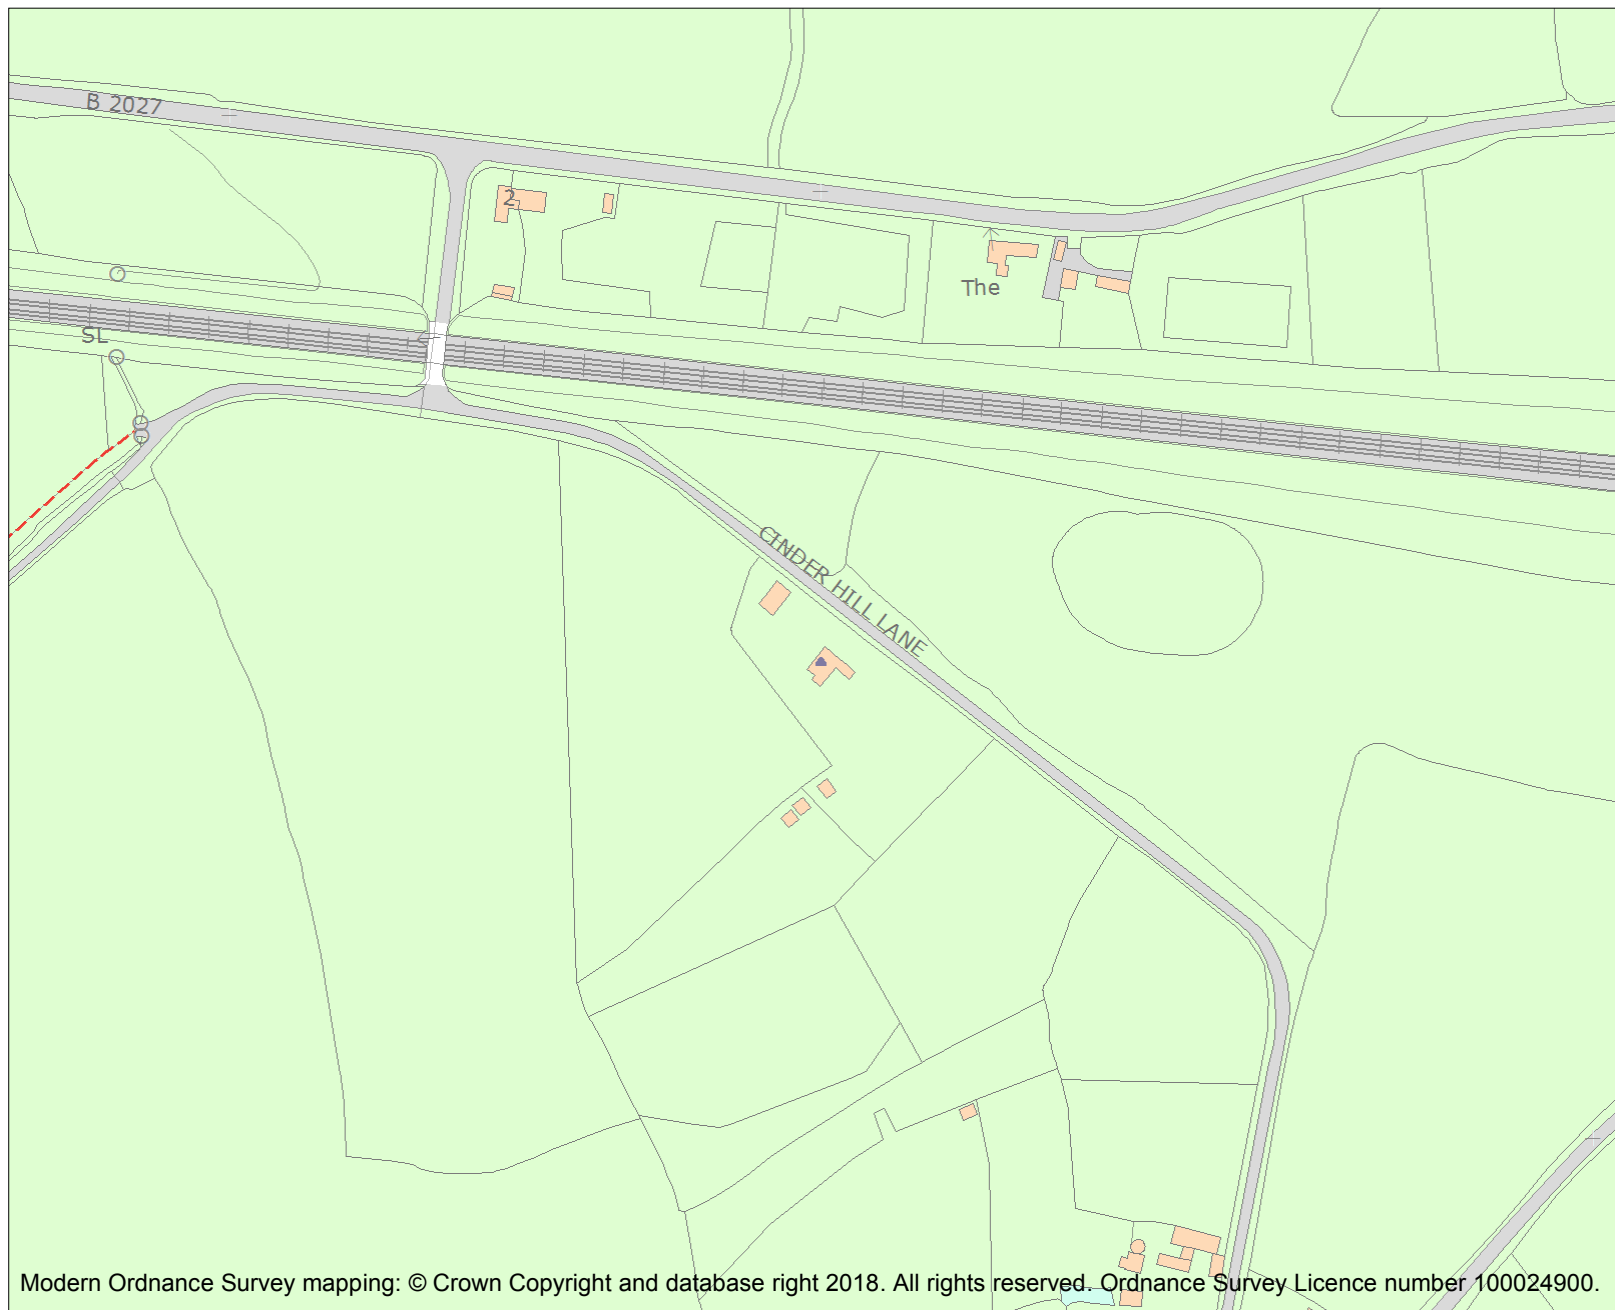 B 2027
2
The
SL
CINDER HILL LANE
Modern Ordnance Survey mapping: © Crown Copyright and database right 2018. All rights reserved. Ordnance Survey Licence number 100024900.